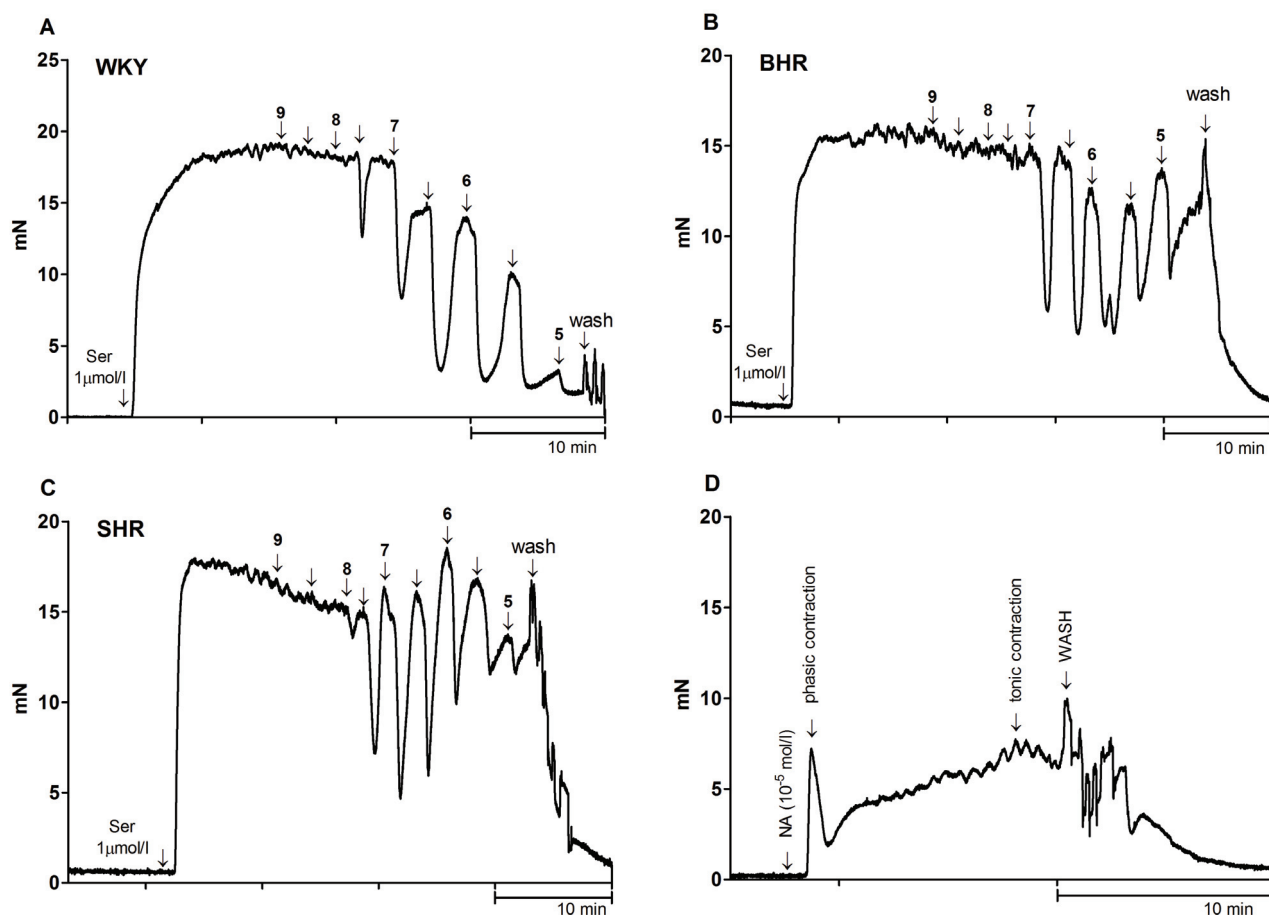 A
WKY
25
20
15
10
5
0
mN
9
8
7
6
5
wash
Ser
1μmol/l
10 min
B
BHR
20
15
10
5
0
mN
9
8
7
6
5
wash
Ser
1μmol/l
10 min
C
SHR
20
15
10
5
0
mN
9
8
7
6
5
wash
Ser
1μmol/l
10 min
D
20
15
10
5
0
mN
NA (10⁻⁵ mol/l)
phasic contraction
tonic contraction
WASH
10 min